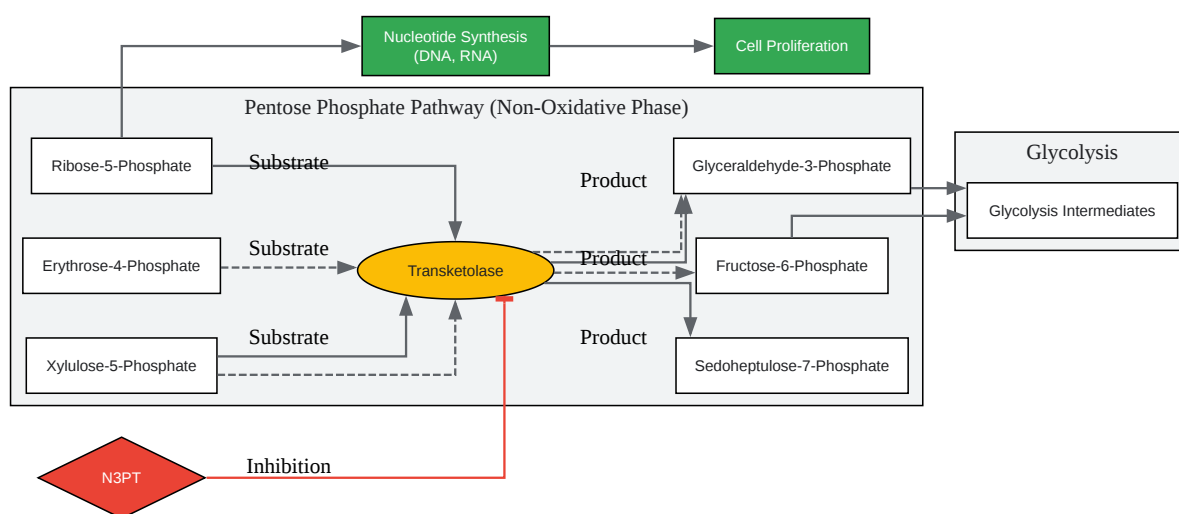 Nucleotide Synthesis
(DNA, RNA)
Cell Proliferation
Pentose Phosphate Pathway (Non-Oxidative Phase)
Ribose-5-Phosphate
Substrate
Product
Glyceraldehyde-3-Phosphate
Glycolysis
Glycolysis Intermediates
Erythrose-4-Phosphate
Substrate
Transketolase
Product
Fructose-6-Phosphate
Xylulose-5-Phosphate
Substrate
Product
Sedoheptulose-7-Phosphate
N3PT
Inhibition